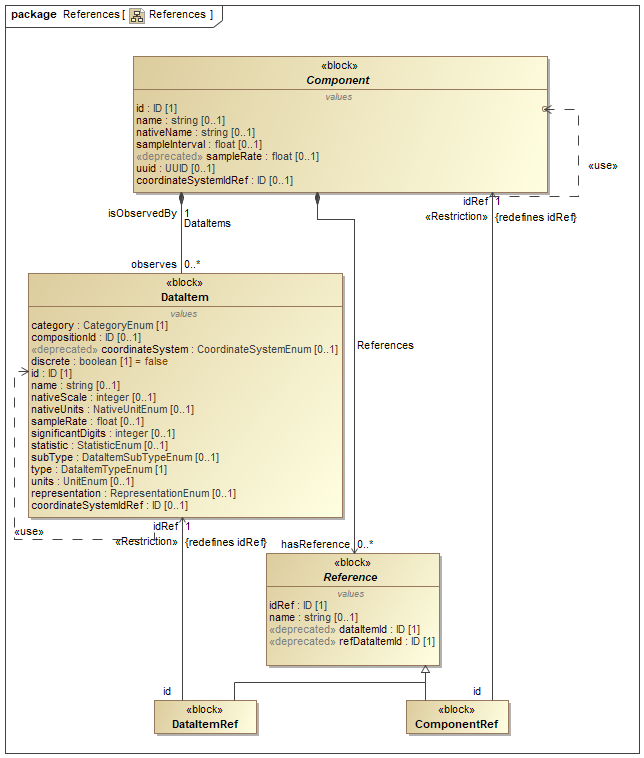 package References [ References ]
«block»
Component
values
id : ID [1]
name : string [0..1]
nativeName : string [0..1]
sampleInterval : float [0..1]
«deprecated» sampleRate : float [0..1]
uuid : UUID [0..1]
coordinateSystemIdRef : ID [0..1]
«use»
idRef 1
«Restriction» {redefines idRef}
isObservedBy 1
DataItems
observes 0..*
«block»
DataItem
values
category : CategoryEnum [1]
compositionId : ID [0..1]
«deprecated» coordinateSystem : CoordinateSystemEnum [0..1]
discrete : boolean [1] = false
id : ID [1]
name : string [0..1]
nativeScale : integer [0..1]
nativeUnits : NativeUnitEnum [0..1]
sampleRate : float [0..1]
significantDigits : integer [0..1]
statistic : StatisticEnum [0..1]
subType : DataItemSubTypeEnum [0..1]
type : DataItemTypeEnum [1]
units : UnitEnum [0..1]
representation : RepresentationEnum [0..1]
coordinateSystemIdRef : ID [0..1]
References
«use»
idRef 1
«Restriction» {redefines idRef}
hasReference 0..*
«block»
Reference
values
idRef : ID [1]
name : string [0..1]
«deprecated» dataItemId : ID [1]
«deprecated» refDataItemId : ID [1]
id
id
«block»
DataItemRef
«block»
ComponentRef